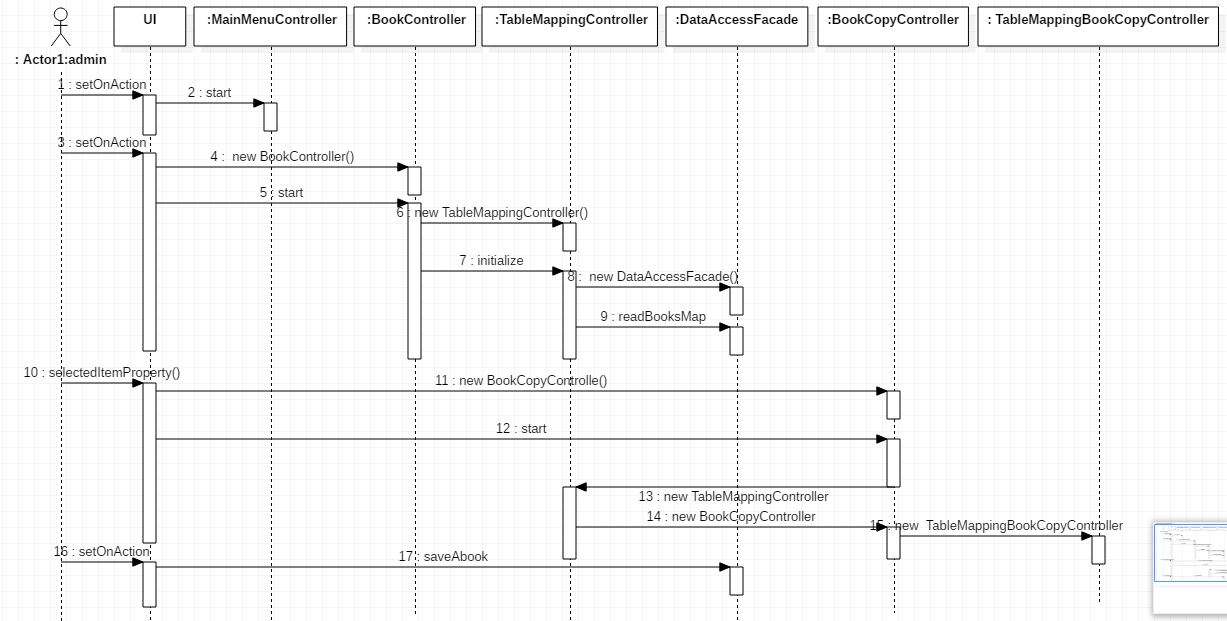 UI
:MainMenuController
:BookController
:TableMappingController
:DataAccessFacade
:BookCopyController
: TableMappingBookCopyController
: Actor1:admin
1 : setOnAction
2 : start
3 : setOnAction
4 :  new BookController()
5 : start
6 : new TableMappingController()
7 : initialize
8 :  new DataAccessFacade()
9 : readBooksMap
10 : selectedItemProperty()
11 : new BookCopyControlle()
12 : start
13 : new TableMappingController
14 : new BookCopyController
15 : new  TableMappingBookCopyController
16 : setOnAction
17 : saveAbook